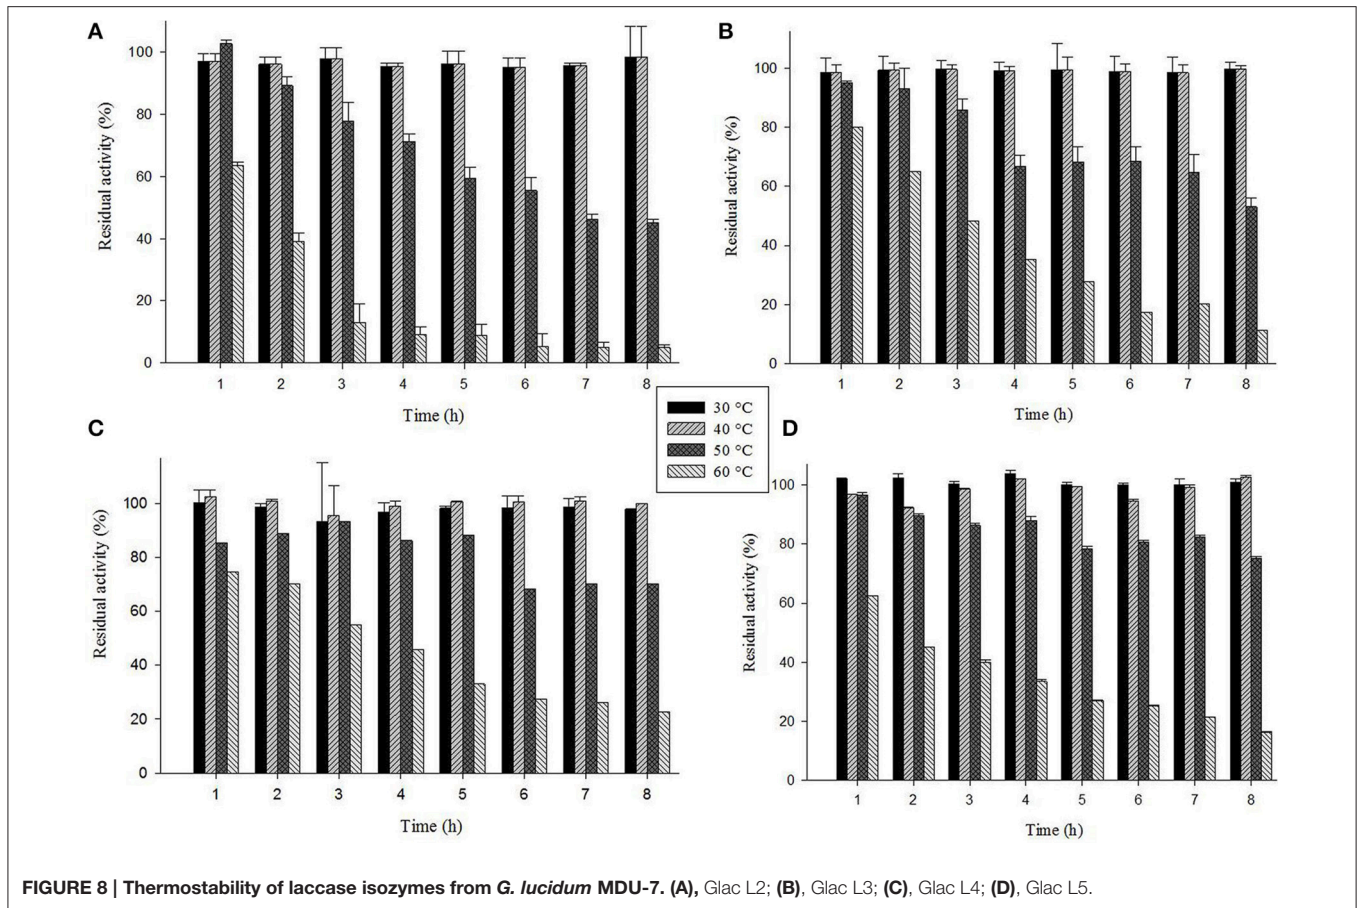 A
Residual activity (%)
100
80
60
40
20
0
1 2 3 4 5 6 7 8
Time (h)
B
Residual activity (%)
100
80
60
40
20
0
1 2 3 4 5 6 7 8
Time (h)
30 °C
40 °C
50 °C
60 °C
C
Residual activity (%)
100
80
60
40
20
0
1 2 3 4 5 6 7 8
Time (h)
D
Residual activity (%)
100
80
60
40
20
0
1 2 3 4 5 6 7 8
Time (h)
FIGURE 8 | Thermostability of laccase isozymes from G. lucidum MDU-7. (A), Glac L2; (B), Glac L3; (C), Glac L4; (D), Glac L5.